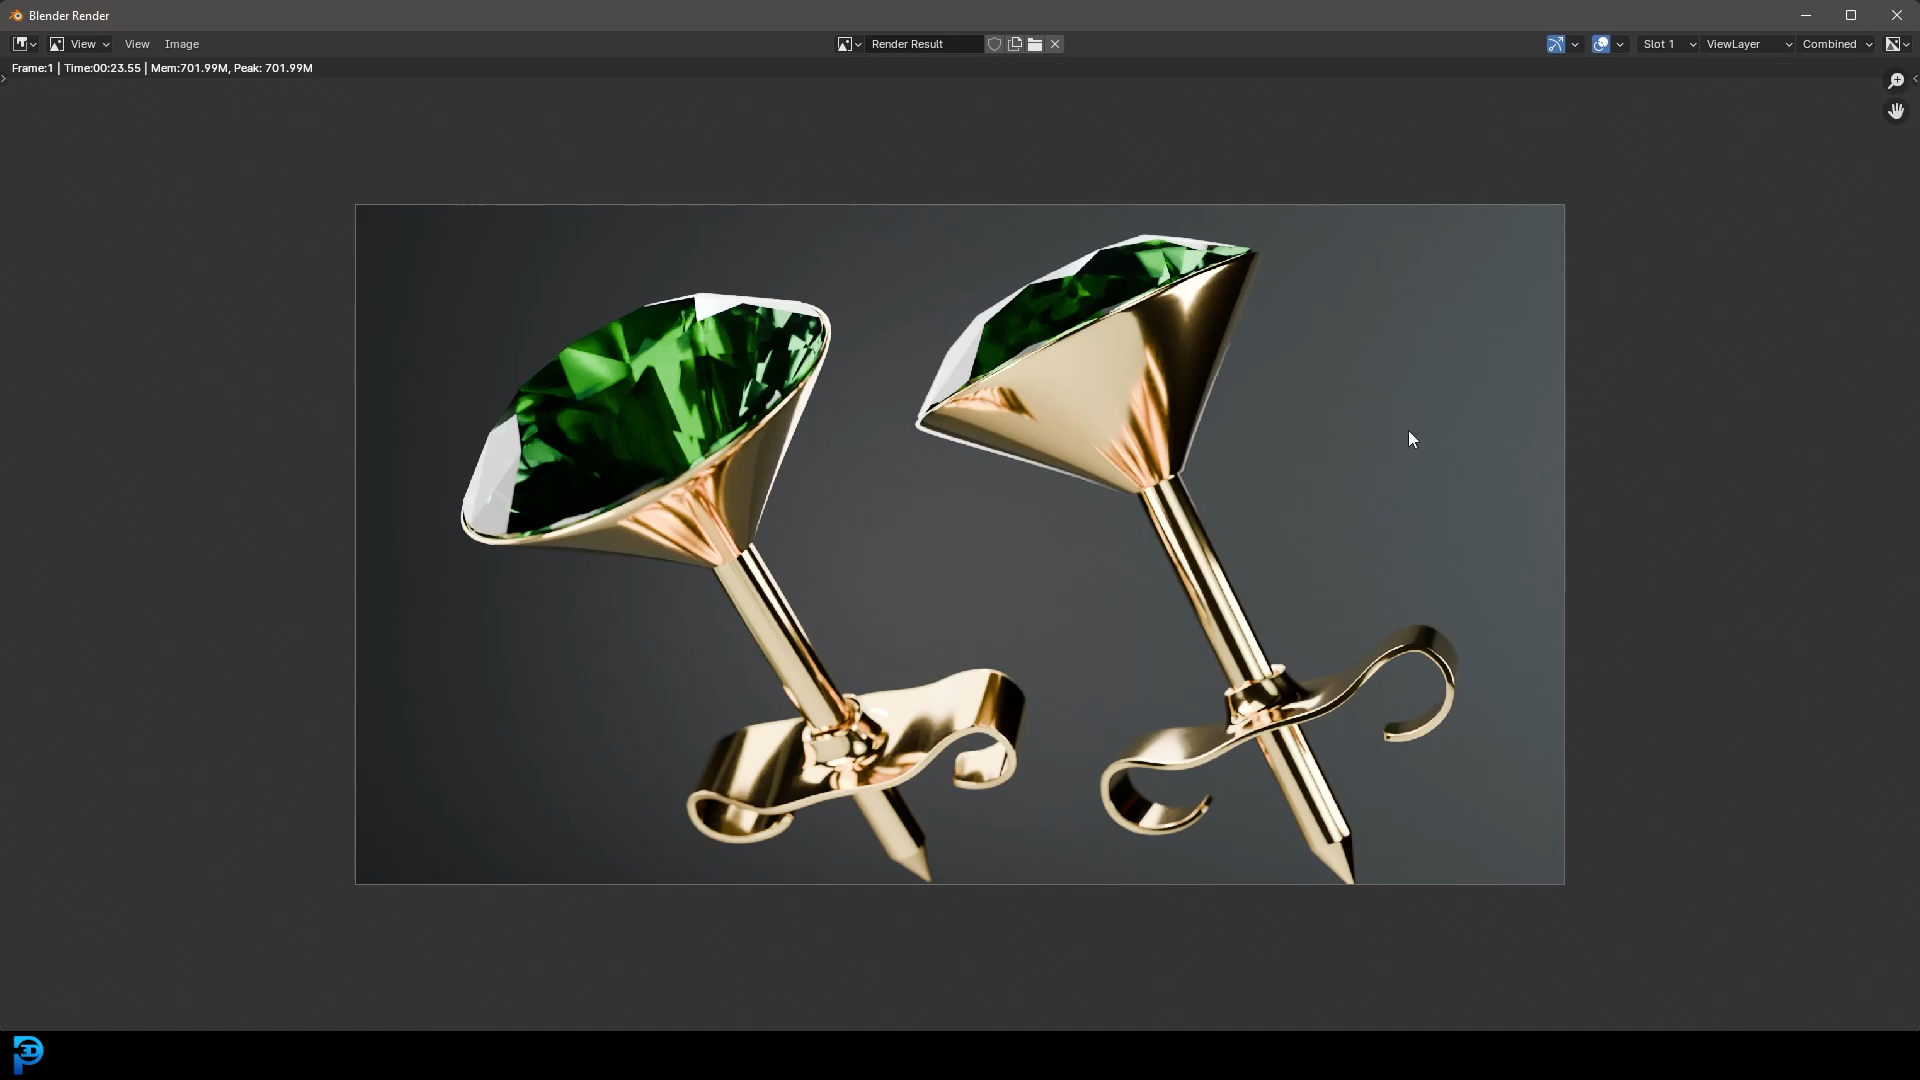 Blender Render
View View Image Render Result Slot 1 ViewLayer Combined
Frame:1 | Time:00:23.55 | Mem:701.99M, Peak: 701.99M
3D